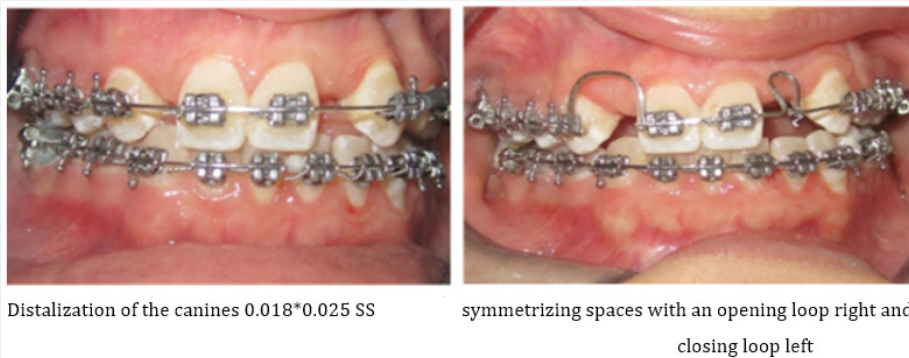 Distalization of the canines 0.018*0.025 SS
symmetrizing spaces with an opening loop right and
closing loop left